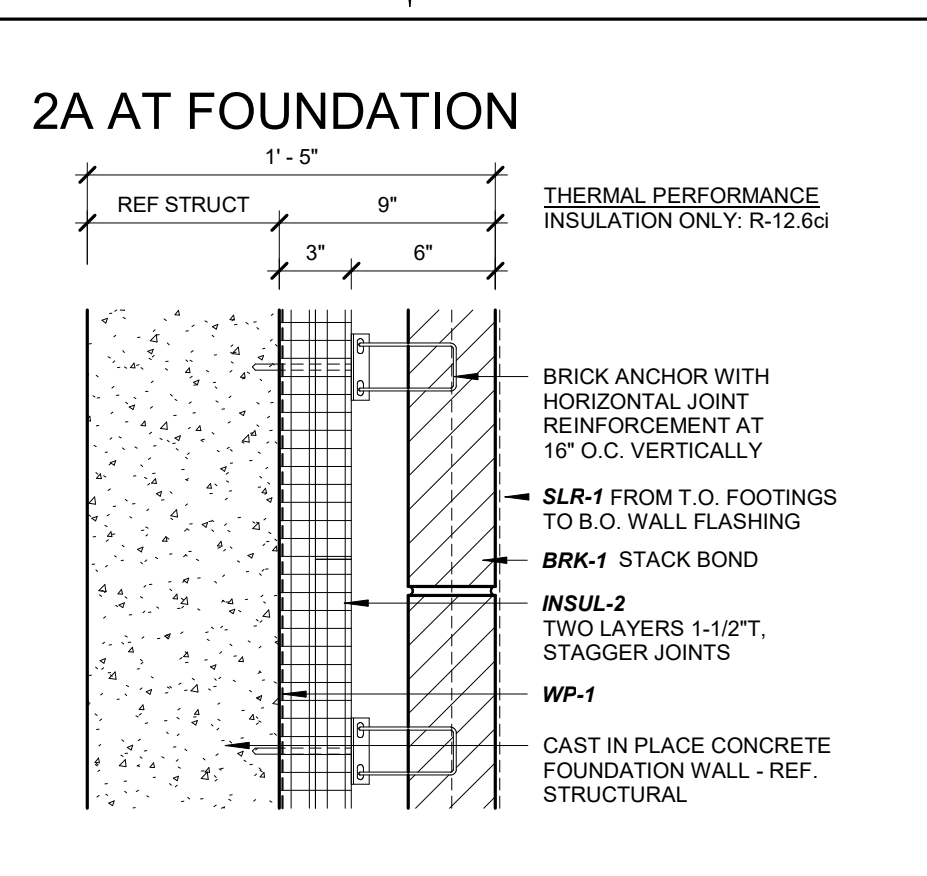 2A AT FOUNDATION
1' - 5"
REF STRUCT
9"
3"
6"
THERMAL PERFORMANCE
INSULATION ONLY: R-12.6ci
BRICK ANCHOR WITH
HORIZONTAL JOINT
REINFORCEMENT AT
16" O.C. VERTICALLY
SLR-1 FROM T.O. FOOTINGS
TO B.O. WALL FLASHING
BRK-1 STACK BOND
INSUL-2
TWO LAYERS 1-1/2"T,
STAGGER JOINTS
WP-1
CAST IN PLACE CONCRETE
FOUNDATION WALL - REF.
STRUCTURAL